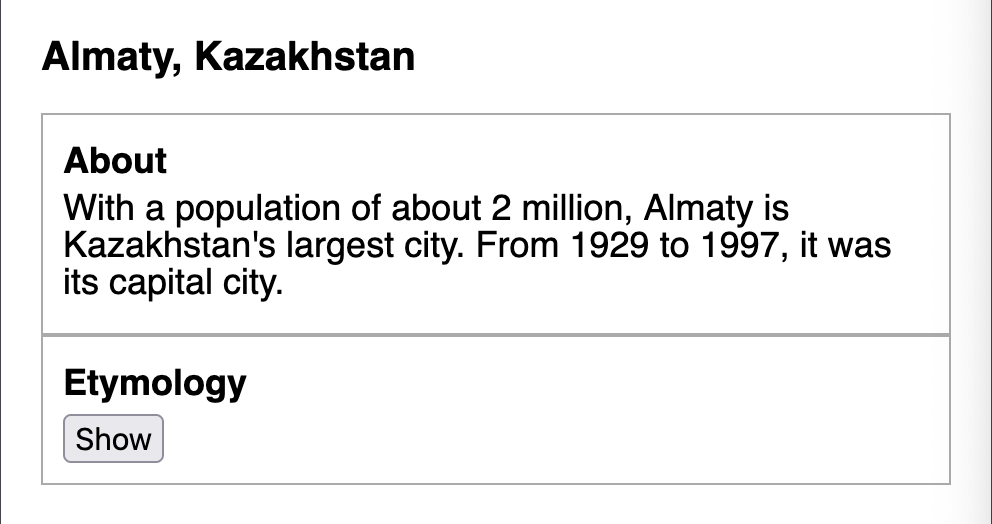 Almaty, Kazakhstan
About
With a population of about 2 million, Almaty is
Kazakhstan's largest city. From 1929 to 1997, it was
its capital city.
Etymology
Show